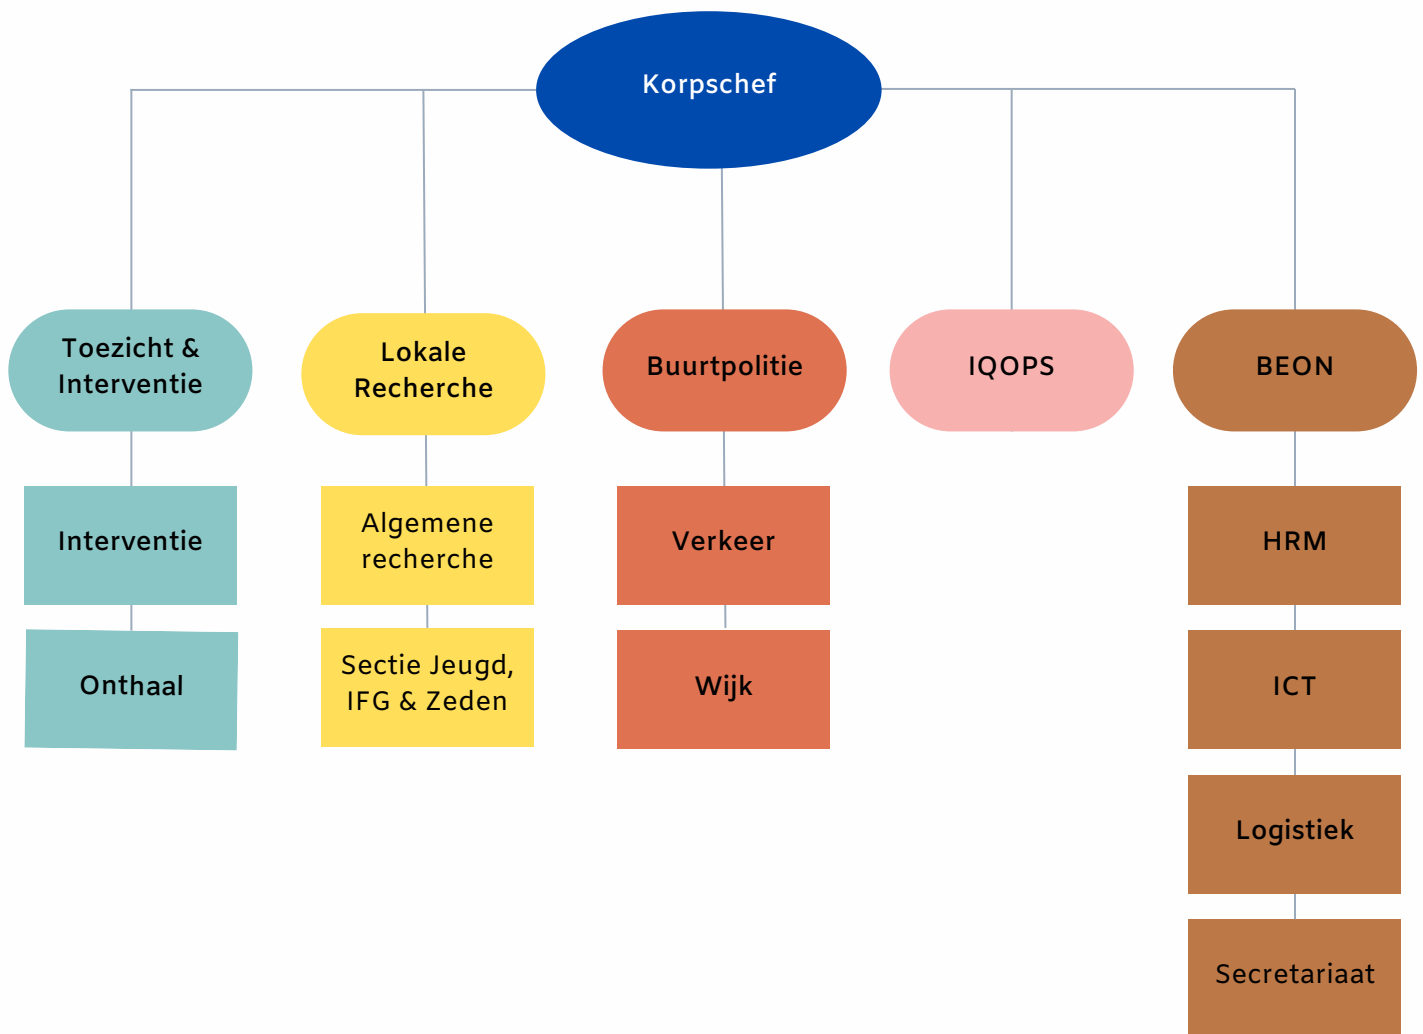 Korpschef
Toezicht &
Interventie
Lokale
Recherche
Buurtpolitie
IQOPS
BEON
Interventie
Algemene
recherche
Verkeer
HRM
Onthaal
Sectie Jeugd,
IFG & Zeden
Wijk
ICT
Logistiek
Secretariaat